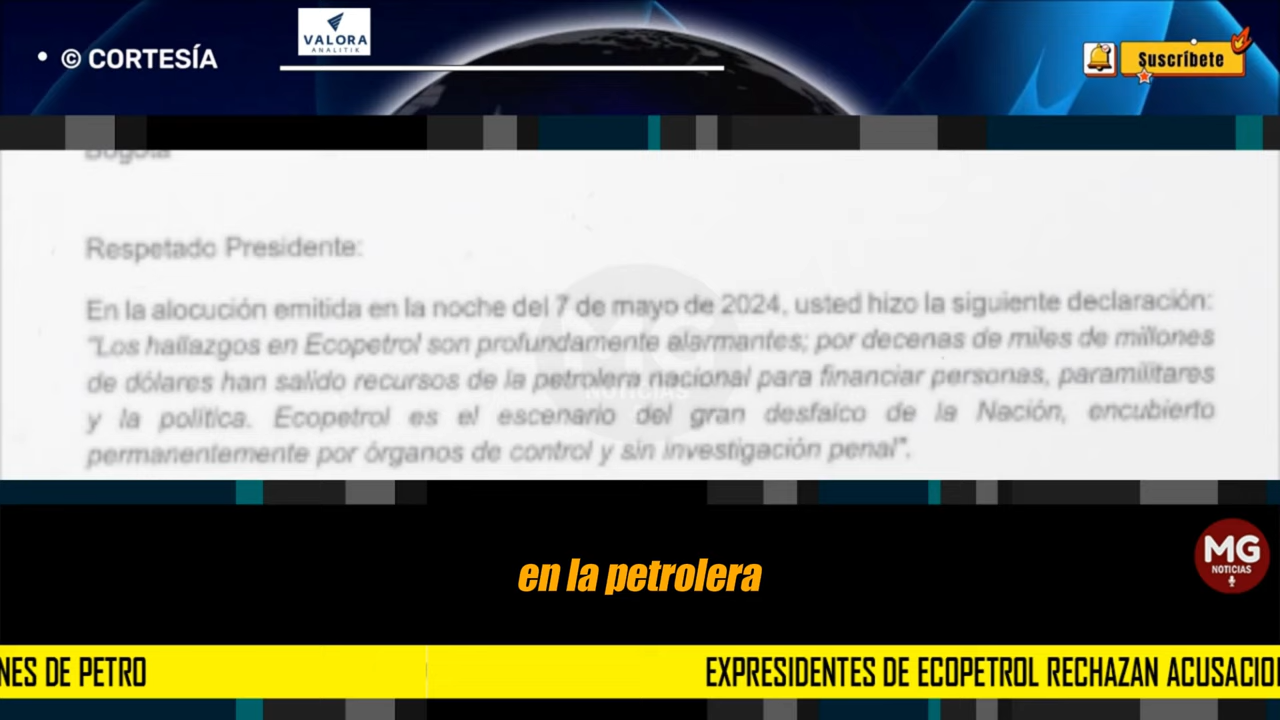 • © CORTESÍA
VALORA
ANALITIK
Suscríbete
Bogotá
Respetado Presidente:
En la alocución emitida en la noche del 7 de mayo de 2024, usted hizo la siguiente declaración:
"Los hallazgos en Ecopetrol son profundamente alarmantes; por decenas de miles de millones
de dólares han salido recursos de la petrolera nacional para financiar personas, paramilitares
y la política. Ecopetrol es el escenario del gran desfalco de la Nación, encubierto
permanentemente por órganos de control y sin investigación penal".
MG
NOTICIAS
en la petrolera
MG
NOTICIAS
NES DE PETRO
EXPRESIDENTES DE ECOPETROL RECHAZAN ACUSACIO